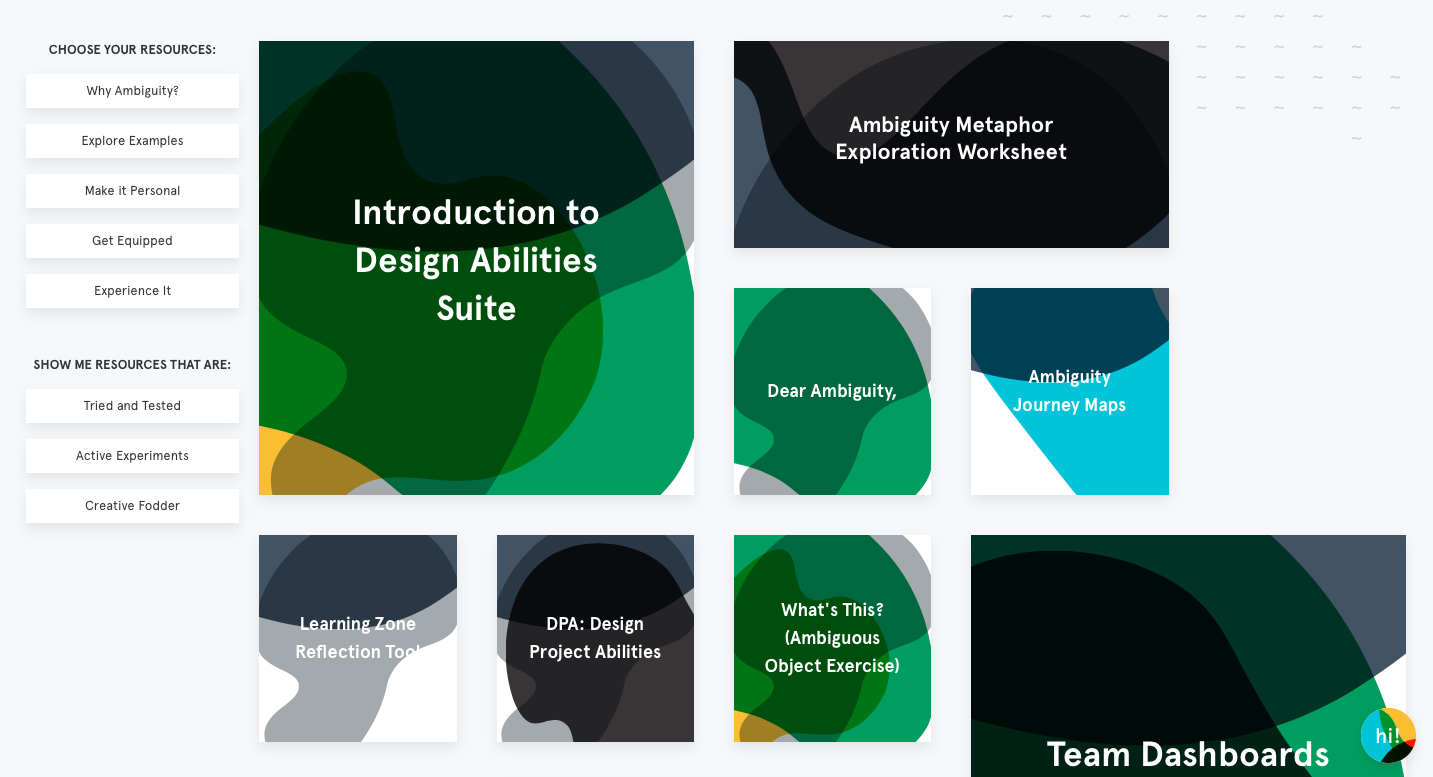 CHOOSE YOUR RESOURCES:
Why Ambiguity?
Explore Examples
Make it Personal
Get Equipped
Experience It
SHOW ME RESOURCES THAT ARE:
Tried and Tested
Active Experiments
Creative Fodder
Introduction to
Design Abilities
Suite
Ambiguity Metaphor
Exploration Worksheet
Dear Ambiguity,
Ambiguity
Journey Maps
Learning Zone
Reflection Tool
DPA: Design
Project Abilities
What's This?
(Ambiguous
Object Exercise)
Team Dashboards
hi!